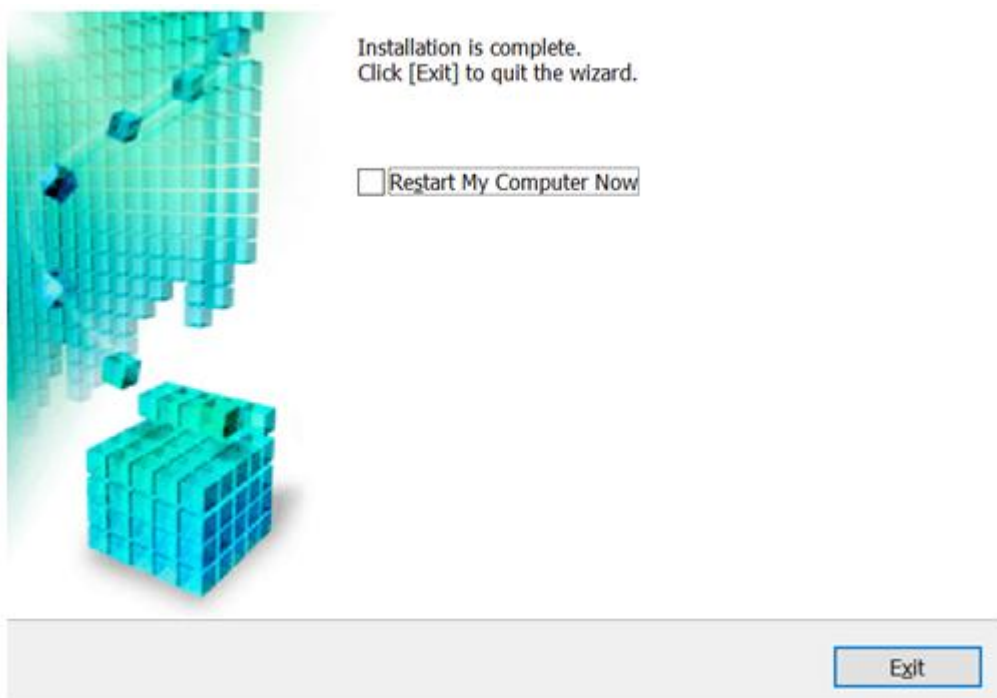 Installation is complete.
Click [Exit] to quit the wizard.
Restart My Computer Now
Exit